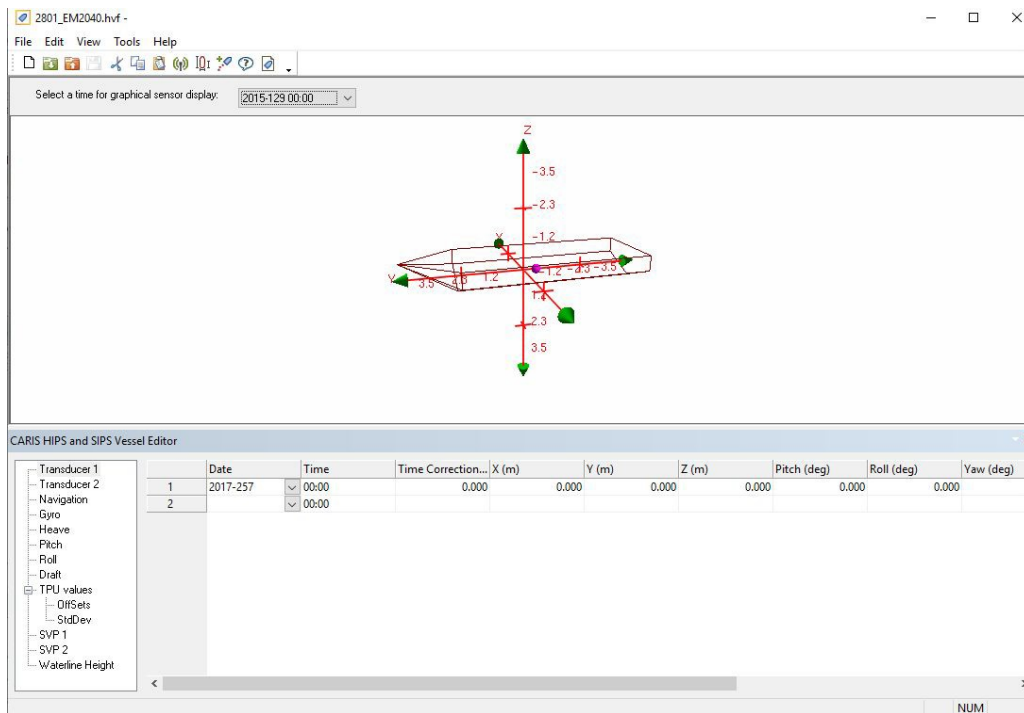 2801_EM2040.hvf -
File Edit View Tools Help
Select a time for graphical sensor display: 2015-129 00:00
Z
-3.5
-2.3
-1.2
X
Y 3.5 2.3 1.2 -1.2 -2.3 -3.5
1.2
2.3
3.5
CARIS HIPS and SIPS Vessel Editor
Transducer 1
Transducer 2
Navigation
Gyro
Heave
Pitch
Roll
Draft
TPU values
OffSets
StdDev
SVP 1
SVP 2
Waterline Height
Date Time Time Correction... X (m) Y (m) Z (m) Pitch (deg) Roll (deg) Yaw (deg)
1 2017-257 00:00 0.000 0.000 0.000 0.000 0.000 0.000
2 00:00
NUM